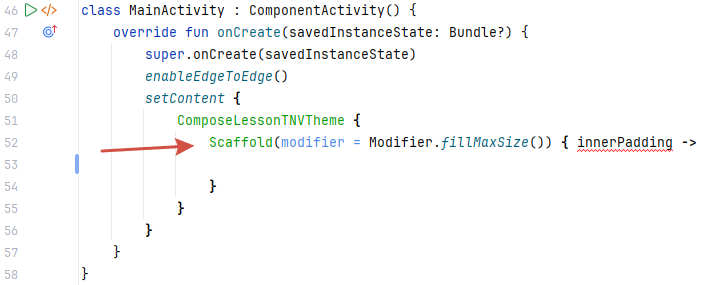 46 </> class MainActivity : ComponentActivity() {
47 override fun onCreate(savedInstanceState: Bundle?) {
48 super.onCreate(savedInstanceState)
49 enableEdgeToEdge()
50 setContent {
51 ComposeLessonTNVTheme {
52 Scaffold(modifier = Modifier.fillMaxSize()) { innerPadding ->
53
54 }
55 }
56 }
57 }
58 }